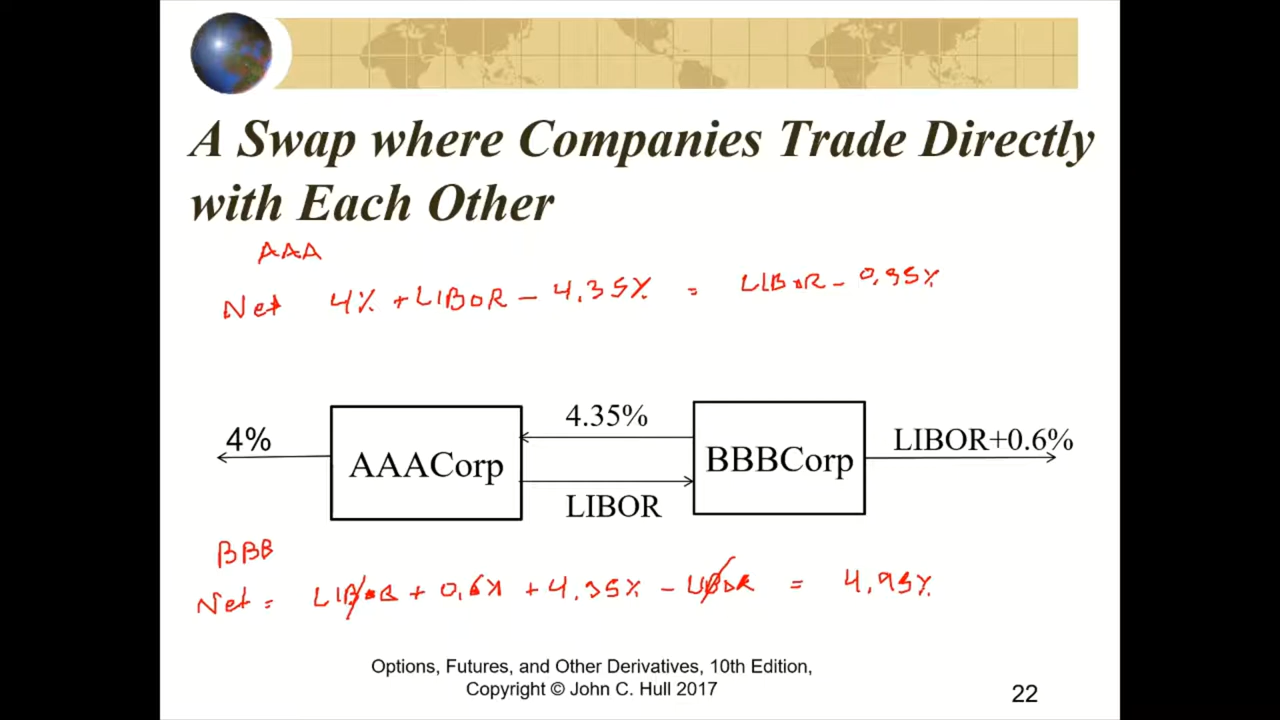 A Swap where Companies Trade Directly
with Each Other
AAA
Net 4% + LIBOR - 4.35% = LIBOR - 0.35%
4%
AAACorp
4.35%
LIBOR
BBBCorp
LIBOR+0.6%
BBB
Net = LIBOR + 0.6% + 4.35% - LIBOR = 4.95%
Options, Futures, and Other Derivatives, 10th Edition,
Copyright © John C. Hull 2017
22